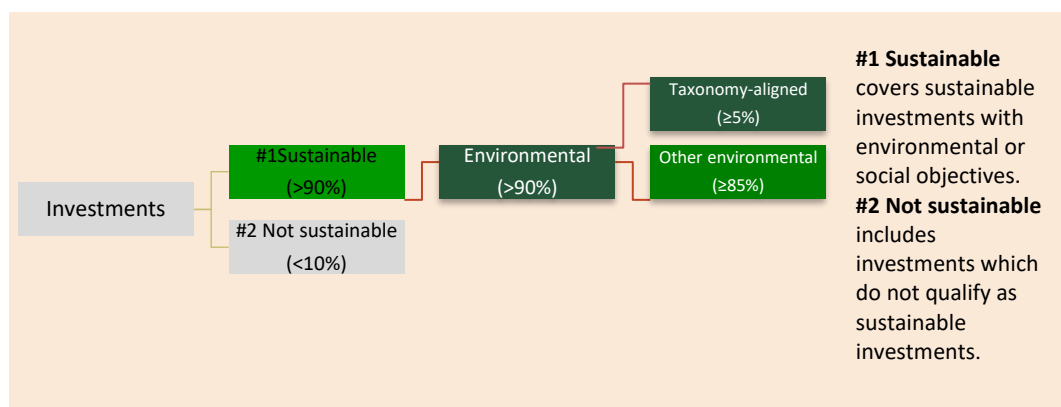 Investments
#1Sustainable
(>90%)
#2 Not sustainable
(<10%)
Environmental
(>90%)
Taxonomy-aligned
(≥5%)
Other environmental
(≥85%)
#1 Sustainable
covers sustainable
investments with
environmental or
social objectives.
#2 Not sustainable
includes
investments which
do not qualify as
sustainable
investments.